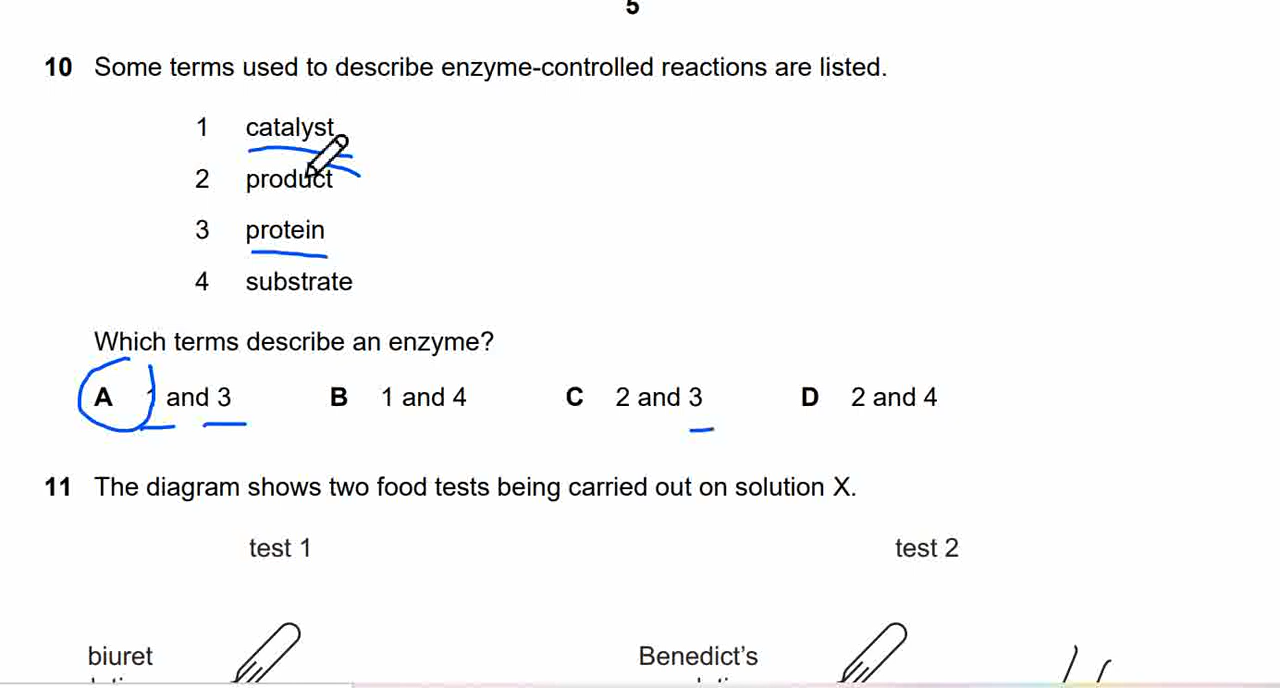 5
10 Some terms used to describe enzyme-controlled reactions are listed.
1 catalyst
2 product
3 protein
4 substrate
Which terms describe an enzyme?
A 1 and 3 B 1 and 4 C 2 and 3 D 2 and 4
11 The diagram shows two food tests being carried out on solution X.
test 1 test 2
biuret Benedict's